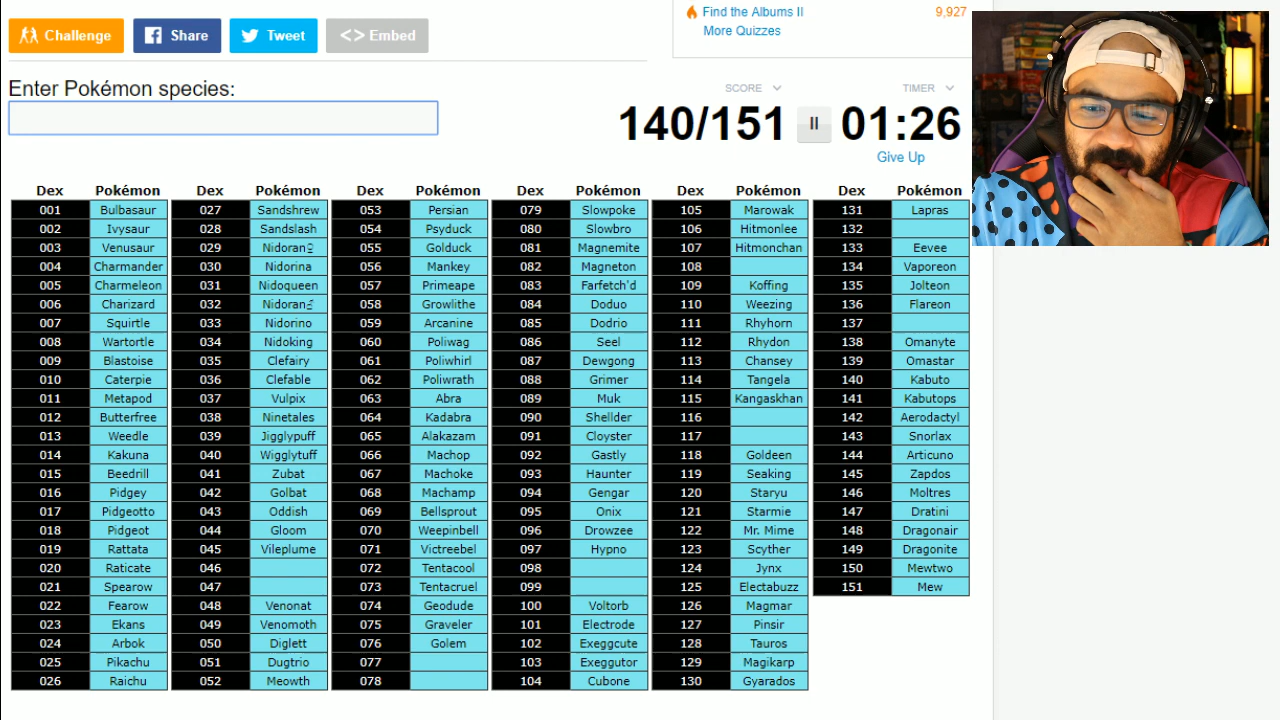 Challenge Share Tweet <> Embed
Find the Albums II 9,927
More Quizzes
Enter Pokémon species:
SCORE TIMER
140/151 01:26
Give Up
Dex Pokémon Dex Pokémon Dex Pokémon Dex Pokémon Dex Pokémon Dex Pokémon
001 Bulbasaur 027 Sandshrew 053 Persian 079 Slowpoke 105 Marowak 131 Lapras
002 Ivysaur 028 Sandslash 054 Psyduck 080 Slowbro 106 Hitmonlee 132
003 Venusaur 029 Nidoran♀ 055 Golduck 081 Magnemite 107 Hitmonchan 133 Eevee
004 Charmander 030 Nidorina 056 Mankey 082 Magneton 108 134 Vaporeon
005 Charmeleon 031 Nidoqueen 057 Primeape 083 Farfetch'd 109 Koffing 135 Jolteon
006 Charizard 032 Nidoran♂ 058 Growlithe 084 Doduo 110 Weezing 136 Flareon
007 Squirtle 033 Nidorino 059 Arcanine 085 Dodrio 111 Rhyhorn 137
008 Wartortle 034 Nidoking 060 Poliwag 086 Seel 112 Rhydon 138 Omanyte
009 Blastoise 035 Clefairy 061 Poliwhirl 087 Dewgong 113 Chansey 139 Omastar
010 Caterpie 036 Clefable 062 Poliwrath 088 Grimer 114 Tangela 140 Kabuto
011 Metapod 037 Vulpix 063 Abra 089 Muk 115 Kangaskhan 141 Kabutops
012 Butterfree 038 Ninetales 064 Kadabra 090 Shellder 116 142 Aerodactyl
013 Weedle 039 Jigglypuff 065 Alakazam 091 Cloyster 117 143 Snorlax
014 Kakuna 040 Wigglytuff 066 Machop 092 Gastly 118 Goldeen 144 Articuno
015 Beedrill 041 Zubat 067 Machoke 093 Haunter 119 Seaking 145 Zapdos
016 Pidgey 042 Golbat 068 Machamp 094 Gengar 120 Staryu 146 Moltres
017 Pidgeotto 043 Oddish 069 Bellsprout 095 Onix 121 Starmie 147 Dratini
018 Pidgeot 044 Gloom 070 Weepinbell 096 Drowzee 122 Mr. Mime 148 Dragonair
019 Rattata 045 Vileplume 071 Victreebel 097 Hypno 123 Scyther 149 Dragonite
020 Raticate 046 072 Tentacool 098 124 Jynx 150 Mewtwo
021 Spearow 047 073 Tentacruel 099 125 Electabuzz 151 Mew
022 Fearow 048 Venonat 074 Geodude 100 Voltorb 126 Magmar
023 Ekans 049 Venomoth 075 Graveler 101 Electrode 127 Pinsir
024 Arbok 050 Diglett 076 Golem 102 Exeggcute 128 Tauros
025 Pikachu 051 Dugtrio 077 103 Exeggutor 129 Magikarp
026 Raichu 052 Meowth 078 104 Cubone 130 Gyarados